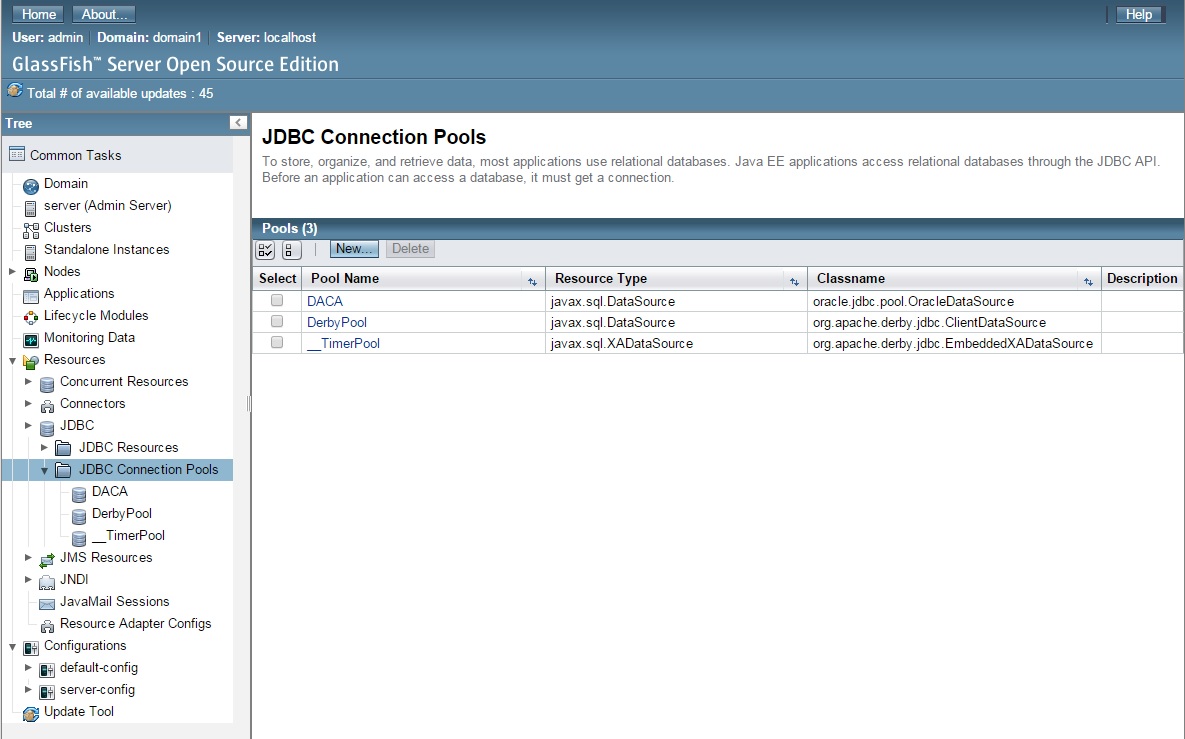 Home About... Help
User: admin Domain: domain1 Server: localhost
GlassFish™ Server Open Source Edition
Total # of available updates : 45
Tree
Common Tasks
Domain
server (Admin Server)
Clusters
Standalone Instances
Nodes
Applications
Lifecycle Modules
Monitoring Data
Resources
Concurrent Resources
Connectors
JDBC
JDBC Resources
JDBC Connection Pools
DACA
DerbyPool
__TimerPool
JMS Resources
JNDI
JavaMail Sessions
Resource Adapter Configs
Configurations
default-config
server-config
Update Tool
JDBC Connection Pools
To store, organize, and retrieve data, most applications use relational databases. Java EE applications access relational databases through the JDBC API.
Before an application can access a database, it must get a connection.
Pools (3)
New... Delete
Select Pool Name Resource Type Classname Description
DACA javax.sql.DataSource oracle.jdbc.pool.OracleDataSource
DerbyPool javax.sql.DataSource org.apache.derby.jdbc.ClientDataSource
__TimerPool javax.sql.XADataSource org.apache.derby.jdbc.EmbeddedXADataSource